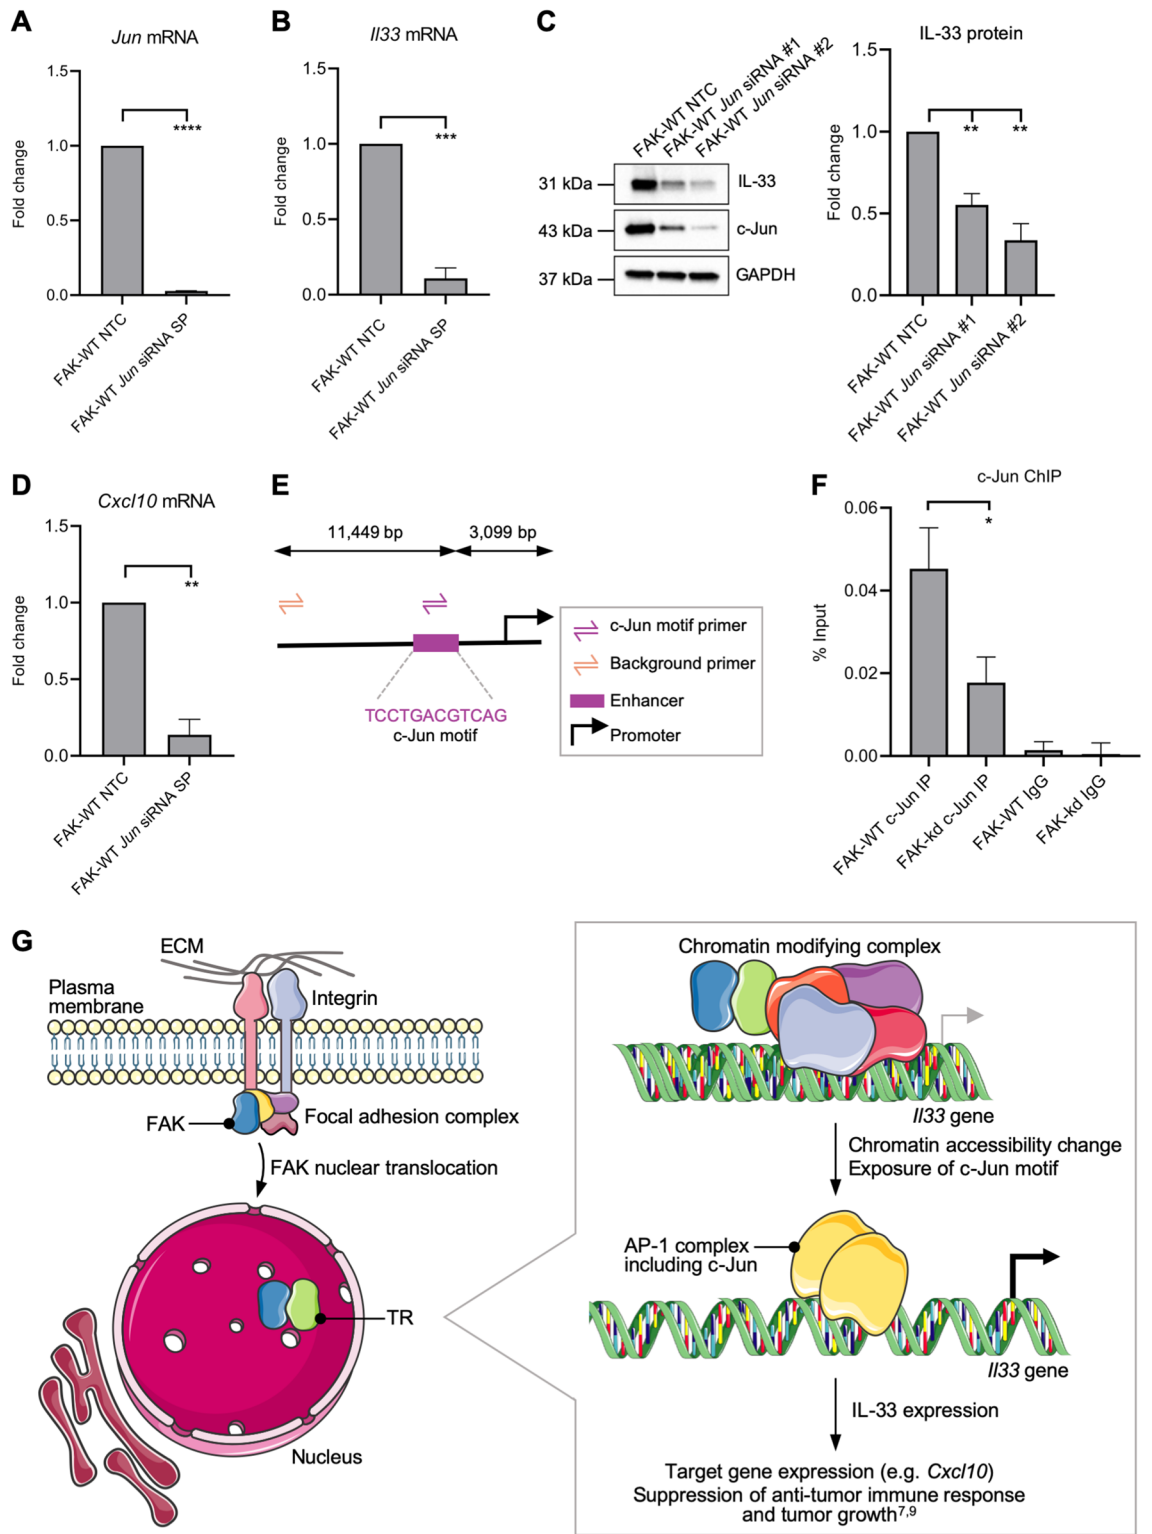 A
Jun mRNA
Fold change
1.5
1.0
0.5
0.0
****
FAK-WT NTC
FAK-WT Jun siRNA SP
B
Il33 mRNA
Fold change
1.5
1.0
0.5
0.0
***
FAK-WT NTC
FAK-WT Jun siRNA SP
C
FAK-WT NTC
FAK-WT Jun siRNA #1
FAK-WT Jun siRNA #2
31 kDa
IL-33
43 kDa
c-Jun
37 kDa
GAPDH
IL-33 protein
Fold change
1.5
1.0
0.5
0.0
**
**
FAK-WT NTC
FAK-WT Jun siRNA #1
FAK-WT Jun siRNA #2
D
Cxcl10 mRNA
Fold change
1.5
1.0
0.5
0.0
**
FAK-WT NTC
FAK-WT Jun siRNA SP
E
11,449 bp
3,099 bp
TCCTGACGTCAG
c-Jun motif
c-Jun motif primer
Background primer
Enhancer
Promoter
F
c-Jun ChIP
% Input
0.06
0.04
0.02
0.00
*
FAK-WT c-Jun IP
FAK-kd c-Jun IP
FAK-WT IgG
FAK-kd IgG
G
ECM
Plasma
membrane
Integrin
FAK
Focal adhesion complex
FAK nuclear translocation
TR
Nucleus
Chromatin modifying complex
Il33 gene
Chromatin accessibility change
Exposure of c-Jun motif
AP-1 complex
including c-Jun
Il33 gene
IL-33 expression
Target gene expression (e.g. Cxcl10)
Suppression of anti-tumor immune response
and tumor growth7,9